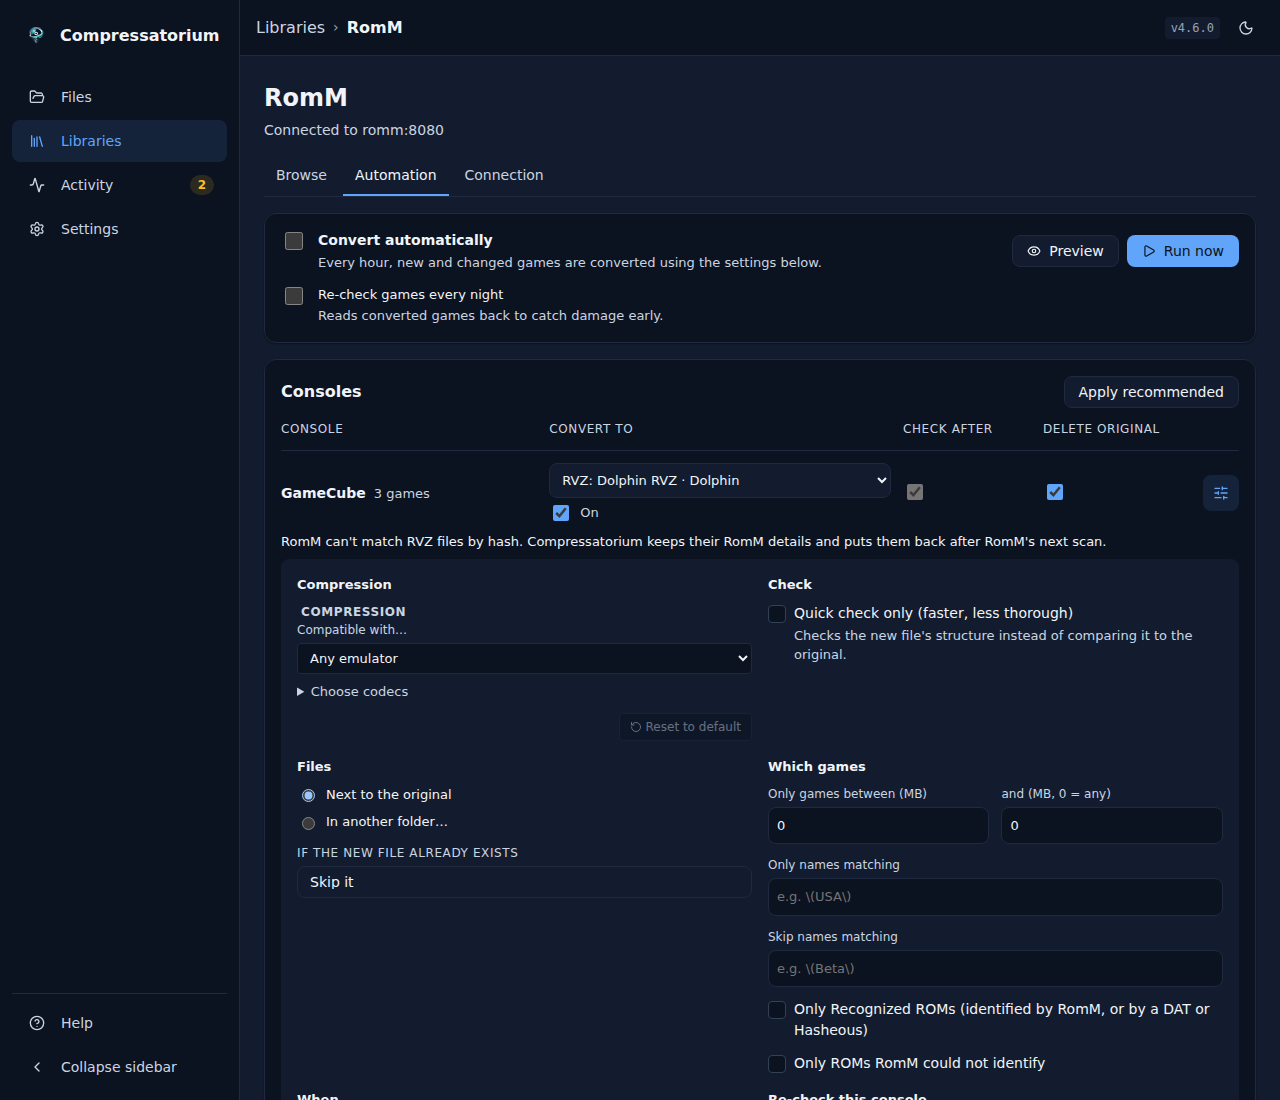 Compressatorium
Libraries › RomM
v4.6.0
Files
Libraries
Activity 2
Settings
RomM
Connected to romm:8080
Browse Automation Connection
Convert automatically
Every hour, new and changed games are converted using the settings below.
Preview Run now
Re-check games every night
Reads converted games back to catch damage early.
Consoles
Apply recommended
CONSOLE CONVERT TO CHECK AFTER DELETE ORIGINAL
GameCube 3 games
RVZ: Dolphin RVZ · Dolphin
On
RomM can't match RVZ files by hash. Compressatorium keeps their RomM details and puts them back after RomM's next scan.
Compression
COMPRESSION
Compatible with...
Any emulator
Choose codecs
Reset to default
Check
Quick check only (faster, less thorough)
Checks the new file's structure instead of comparing it to the
original.
Files
Next to the original
In another folder...
IF THE NEW FILE ALREADY EXISTS
Skip it
Which games
Only games between (MB) and (MB, 0 = any)
0 0
Only names matching
e.g. \(USA\)
Skip names matching
e.g. \(Beta\)
Only Recognized ROMs (identified by RomM, or by a DAT or
Hasheous)
Only ROMs RomM could not identify
When Re-check this console
Help
Collapse sidebar